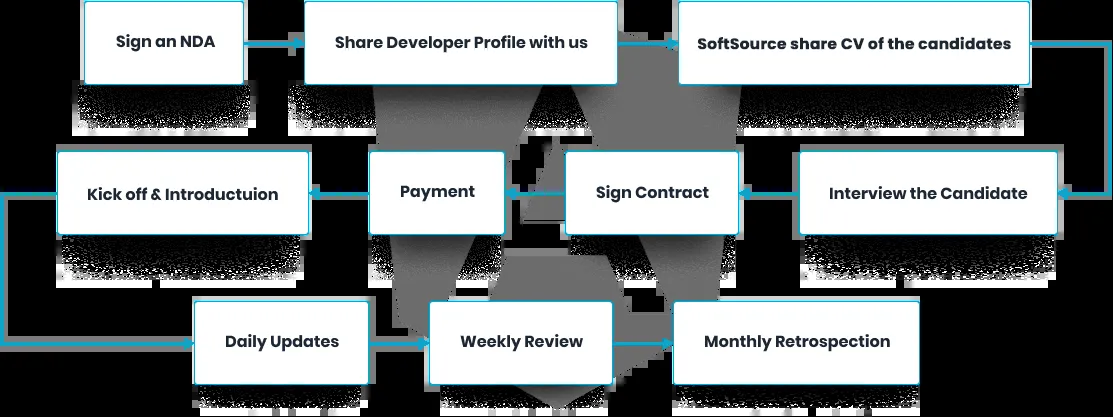 Sign an NDA
Share Developer Profile with us
SoftSource share CV of the candidates
Interview the Candidate
Sign Contract
Payment
Kick off & Introductuion
Daily Updates
Weekly Review
Monthly Retrospection